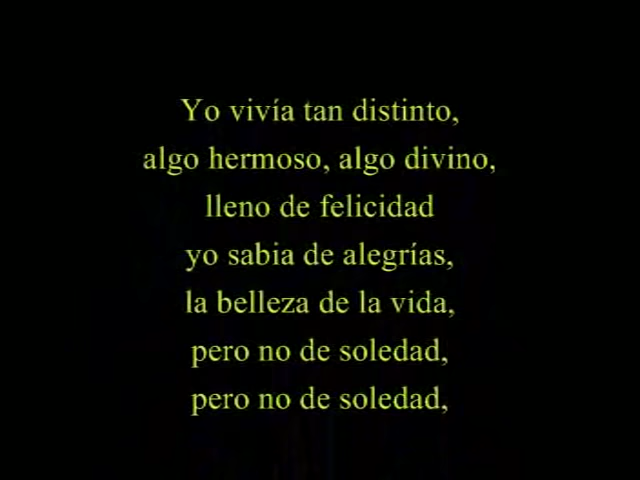 Yo vivía tan distinto,
algo hermoso, algo divino,
lleno de felicidad
yo sabia de alegrías,
la belleza de la vida,
pero no de soledad,
pero no de soledad,